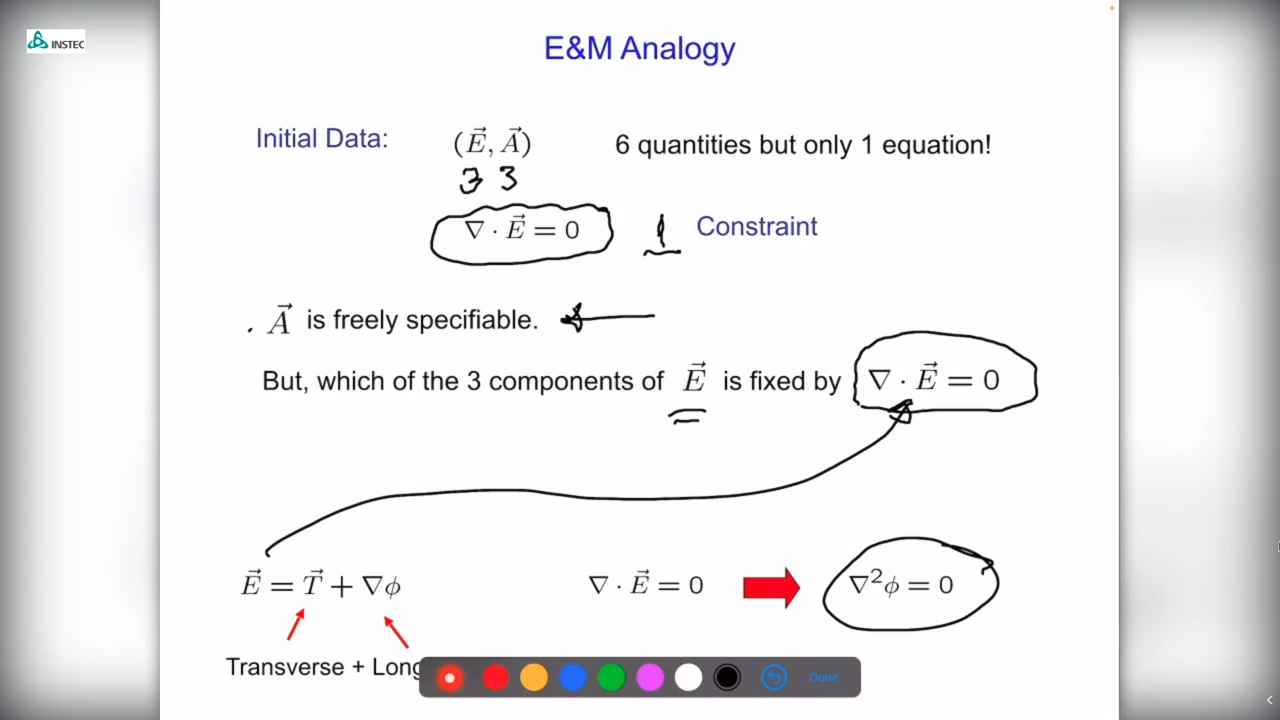 INSTEC
E&M Analogy
Initial Data: (E⃗, A⃗) 6 quantities but only 1 equation!
3 3
∇ · E⃗ = 0 1 Constraint
A⃗ is freely specifiable.
But, which of the 3 components of E⃗ is fixed by ∇ · E⃗ = 0
E⃗ = T⃗ + ∇ϕ ∇ · E⃗ = 0 ∇²ϕ = 0
Transverse + Long
Done